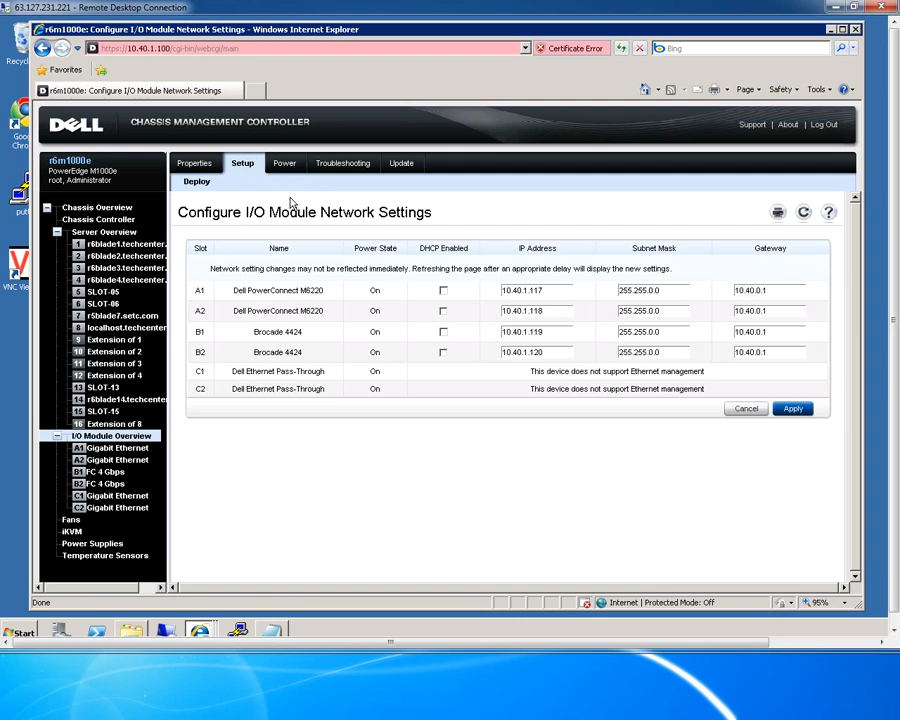 63.127.231.221 - Remote Desktop Connection
r6m1000e: Configure I/O Module Network Settings - Windows Internet Explorer
https://10.40.1.100/cgi-bin/webcgi/main
Certificate Error
Bing
Favorites
r6m1000e: Configure I/O Module Network Settings
Page Safety Tools
DELL CHASSIS MANAGEMENT CONTROLLER
Support | About | Log Out
r6m1000e
PowerEdge M1000e
root, Administrator
Properties Setup Power Troubleshooting Update
Deploy
Chassis Overview
Chassis Controller
Server Overview
1 r6blade1.techcenter.
2 r6blade2.techcenter.
3 r6blade3.techcenter.
4 r6blade4.techcenter.
5 SLOT-05
6 SLOT-06
7 r5blade7.setc.com
8 localhost.techcenter
9 Extension of 1
10 Extension of 2
11 Extension of 3
12 Extension of 4
13 SLOT-13
14 r6blade14.techcente
15 SLOT-15
16 Extension of 8
I/O Module Overview
A1 Gigabit Ethernet
A2 Gigabit Ethernet
B1 FC 4 Gbps
B2 FC 4 Gbps
C1 Gigabit Ethernet
C2 Gigabit Ethernet
Fans
iKVM
Power Supplies
Temperature Sensors
Configure I/O Module Network Settings
Slot Name Power State DHCP Enabled IP Address Subnet Mask Gateway
Network setting changes may not be reflected immediately. Refreshing the page after an appropriate delay will display the new settings.
A1 Dell PowerConnect M6220 On 10.40.1.117 255.255.0.0 10.40.0.1
A2 Dell PowerConnect M6220 On 10.40.1.118 255.255.0.0 10.40.0.1
B1 Brocade 4424 On 10.40.1.119 255.255.0.0 10.40.0.1
B2 Brocade 4424 On 10.40.1.120 255.255.0.0 10.40.0.1
C1 Dell Ethernet Pass-Through On This device does not support Ethernet management
C2 Dell Ethernet Pass-Through On This device does not support Ethernet management
Cancel Apply
Done
Internet | Protected Mode: Off
95%
Start
Recyc
Goo
Chro
putt
VNC Vie